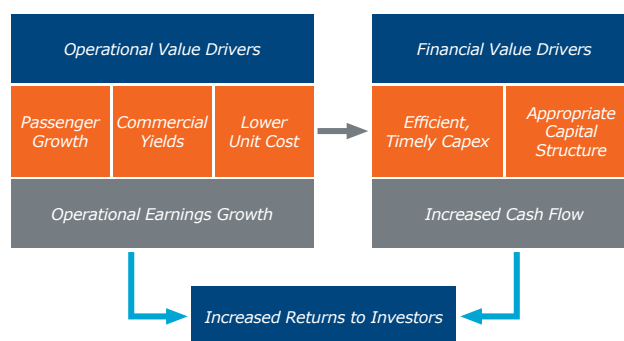 Operational Value Drivers
Financial Value Drivers
Passenger
Growth
Commercial
Yields
Lower
Unit Cost
Efficient,
Timely Capex
Appropriate
Capital
Structure
Operational Earnings Growth
Increased Cash Flow
Increased Returns to Investors